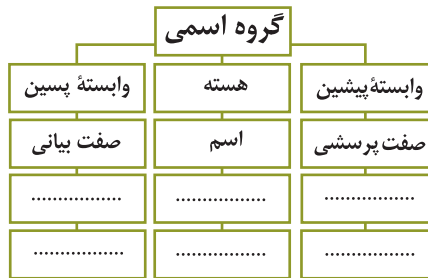 گروه اسمی
وابستهٔ پیشین
هسته
وابستهٔ پسین
صفت پرسشی
اسم
صفت بیانی
.................
.................
.................
.................
.................
.................